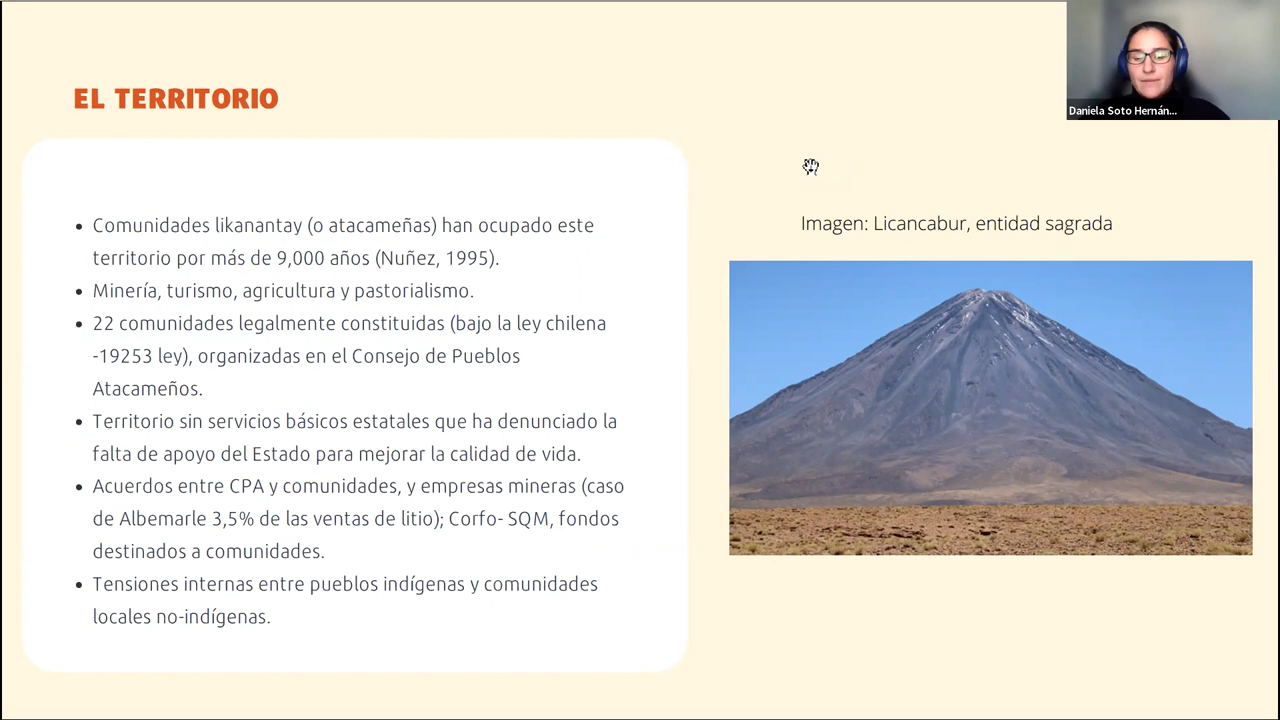 EL TERRITORIO
Daniela Soto Hernán...
• Comunidades likanantay (o atacameñas) han ocupado este
territorio por más de 9,000 años (Nuñez, 1995).
• Minería, turismo, agricultura y pastorialismo.
• 22 comunidades legalmente constituidas (bajo la ley chilena
-19253 ley), organizadas en el Consejo de Pueblos
Atacameños.
• Territorio sin servicios básicos estatales que ha denunciado la
falta de apoyo del Estado para mejorar la calidad de vida.
• Acuerdos entre CPA y comunidades, y empresas mineras (caso
de Albemarle 3,5% de las ventas de litio); Corfo- SQM, fondos
destinados a comunidades.
• Tensiones internas entre pueblos indígenas y comunidades
locales no-indígenas.
Imagen: Licancabur, entidad sagrada